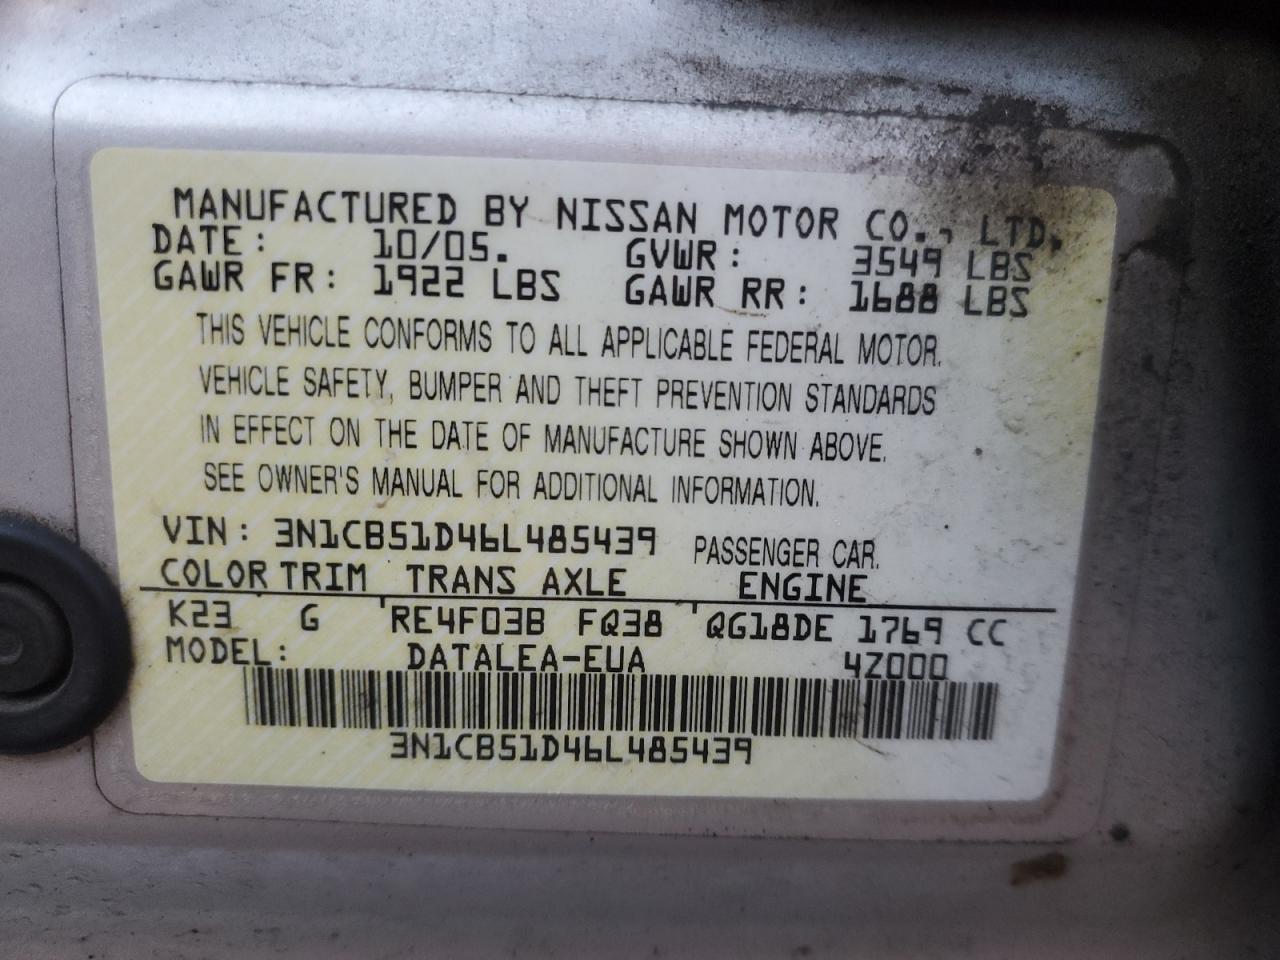 MANUFACTURED BY NISSAN MOTOR CO., LTD.
DATE: 10/05. GVWR: 3549 LBS
GAWR FR: 1922 LBS GAWR RR: 1688 LBS
THIS VEHICLE CONFORMS TO ALL APPLICABLE FEDERAL MOTOR.
VEHICLE SAFETY, BUMPER AND THEFT PREVENTION STANDARDS
IN EFFECT ON THE DATE OF MANUFACTURE SHOWN ABOVE.
SEE OWNER'S MANUAL FOR ADDITIONAL INFORMATION.
VIN: 3N1CB51D46L485439 PASSENGER CAR.
COLOR TRIM TRANS AXLE ENGINE
K23 G RE4F03B FQ38 QG18DE 1769 CC
MODEL: DATALEA-EUA 4Z000
3N1CB51D46L485439